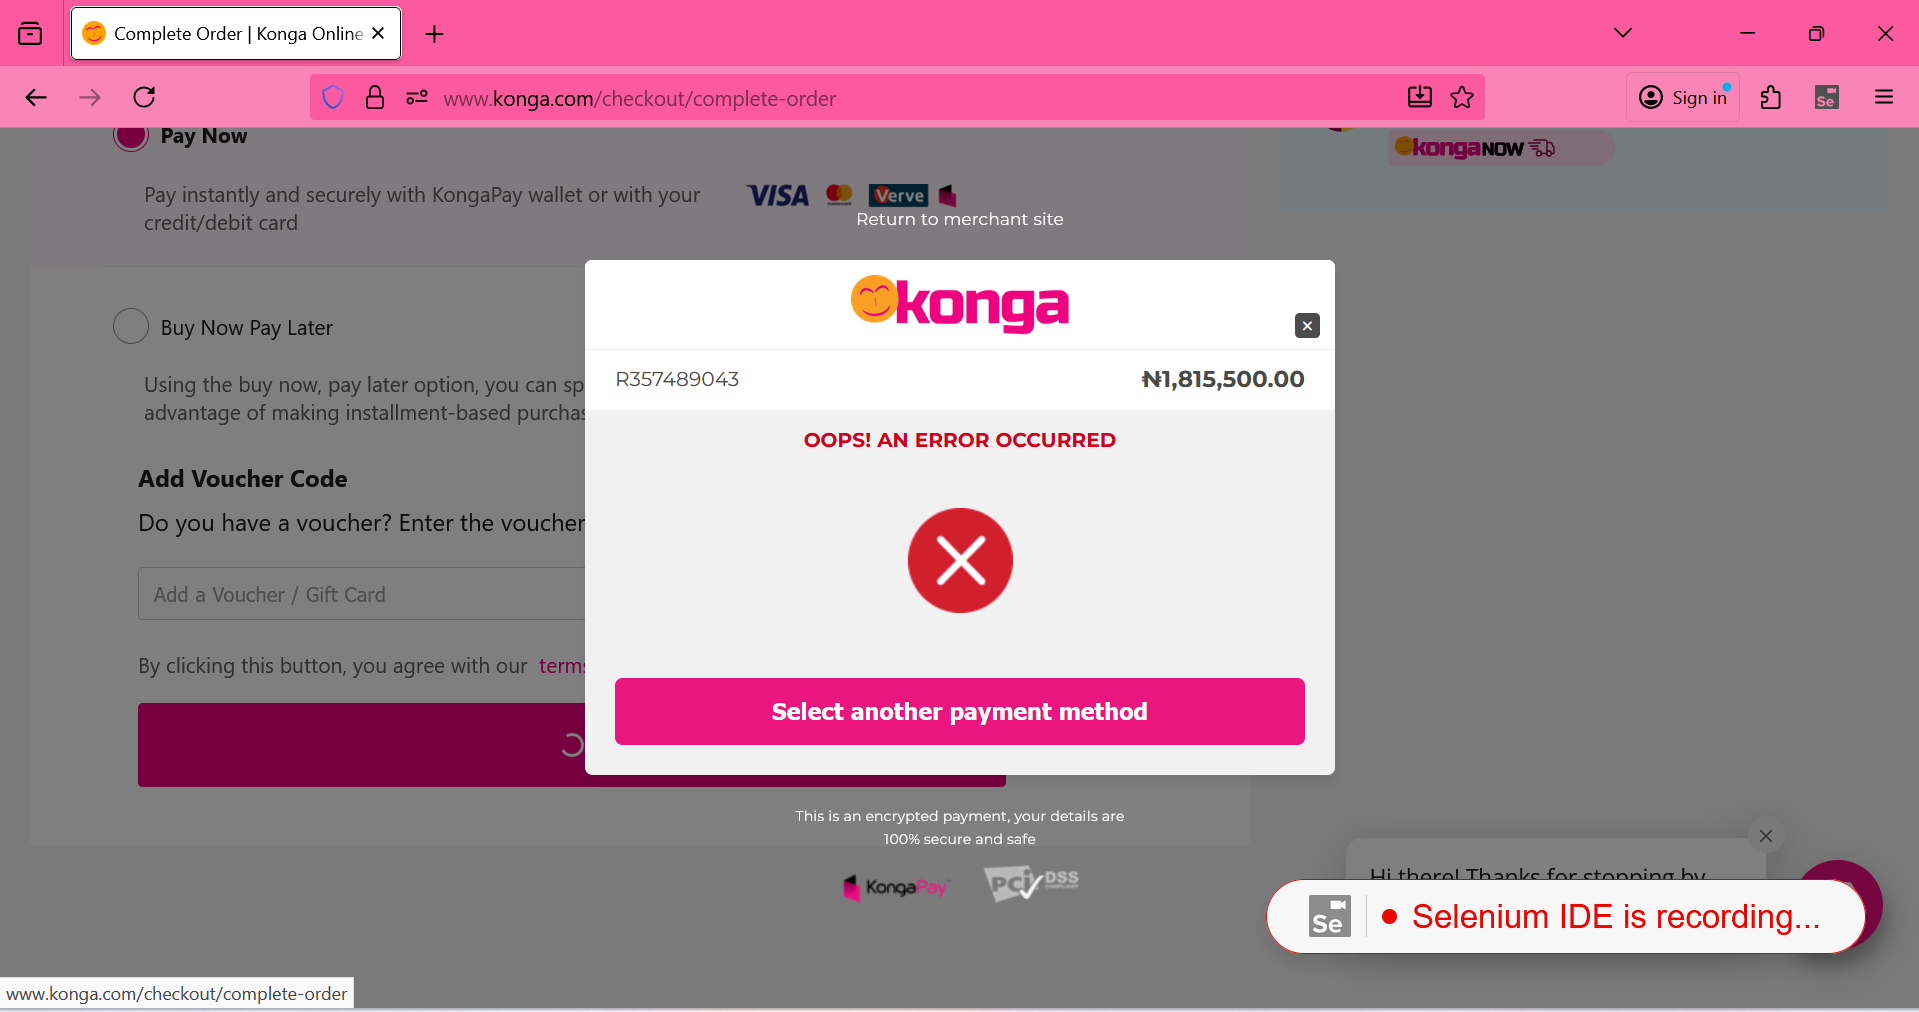 Complete Order | Konga Online
www.konga.com/checkout/complete-order
Sign in
Se
Pay Now
Pay instantly and securely with KongaPay wallet or with your
credit/debit card
VISA
Verve
konga NOW
Return to merchant site
konga
Buy Now Pay Later
R357489043
₦1,815,500.00
Using the buy now, pay later option, you can sp
advantage of making installment-based purchas
OOPS! AN ERROR OCCURRED
Add Voucher Code
Do you have a voucher? Enter the voucher
Add a Voucher / Gift Card
By clicking this button, you agree with our terms
Select another payment method
This is an encrypted payment, your details are
100% secure and safe
KongaPay
PCI DSS
COMPLIANT
Hi there! Thanks for stopping by
Se
Selenium IDE is recording...
www.konga.com/checkout/complete-order